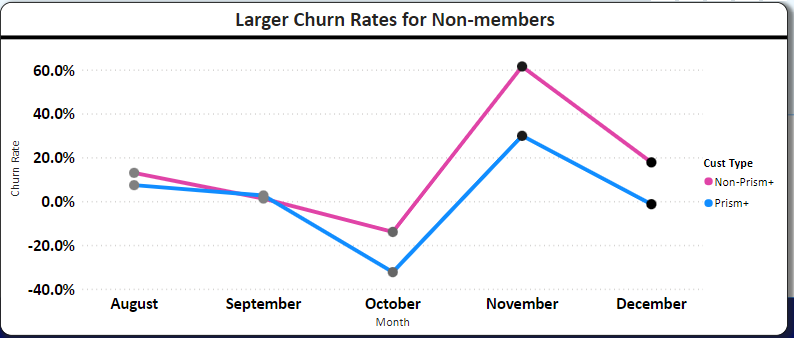 Larger Churn Rates for Non-members
60.0%
40.0%
20.0%
0.0%
-20.0%
-40.0%
Churn Rate
August September October November December
Month
Cust Type
Non-Prism+
Prism+